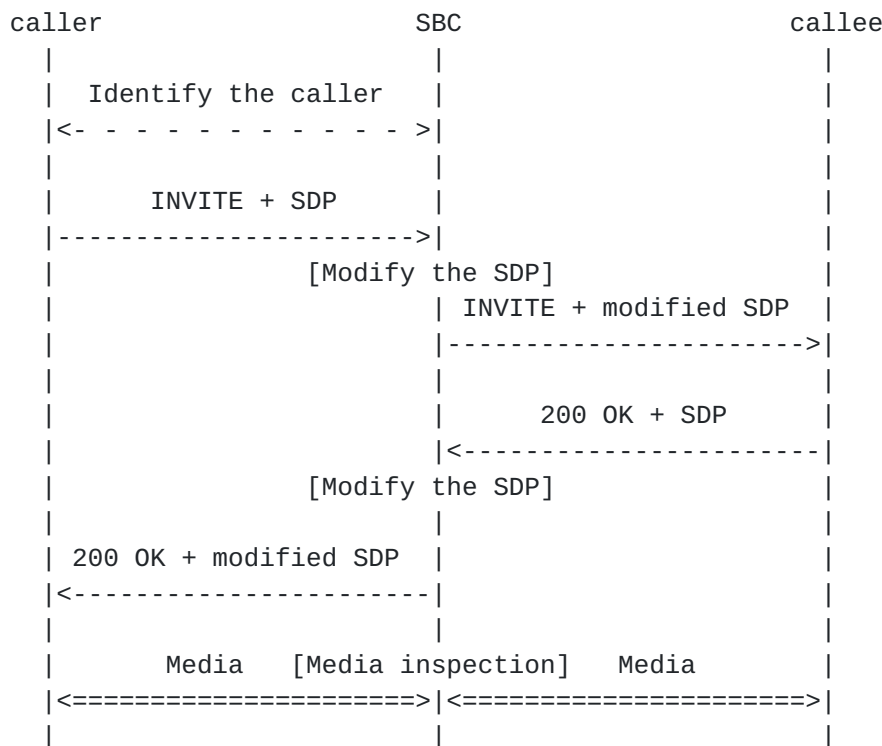 caller SBC callee
Identify the caller
INVITE + SDP
[Modify the SDP]
INVITE + modified SDP
200 OK + SDP
[Modify the SDP]
200 OK + modified SDP
Media [Media inspection] Media